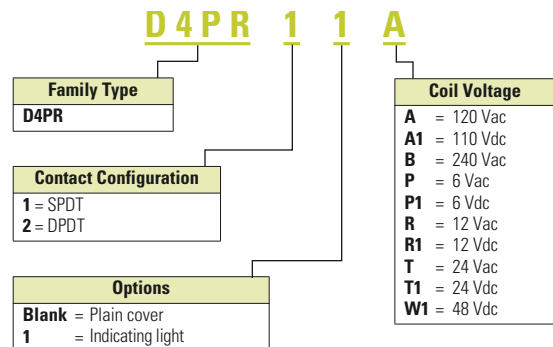 D4PR 1 1 A
Family Type
D4PR
Contact Configuration
1 = SPDT
2 = DPDT
Options
Blank = Plain cover
1 = Indicating light
Coil Voltage
A = 120 Vac
A1 = 110 Vdc
B = 240 Vac
P = 6 Vac
P1 = 6 Vdc
R = 12 Vac
R1 = 12 Vdc
T = 24 Vac
T1 = 24 Vdc
W1 = 48 Vdc